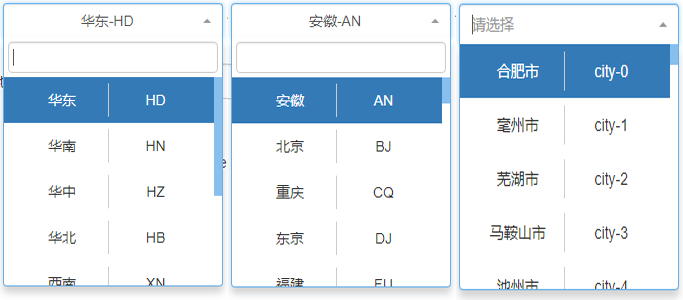 华东-HD
华东 HD
华南 HN
华中 HZ
华北 HB
西南 XN
安徽-AN
安徽 AN
北京 BJ
重庆 CQ
东京 DJ
福建 FU
请选择
合肥市 city-0
亳州市 city-1
芜湖市 city-2
马鞍山市 city-3
池州市 city-4